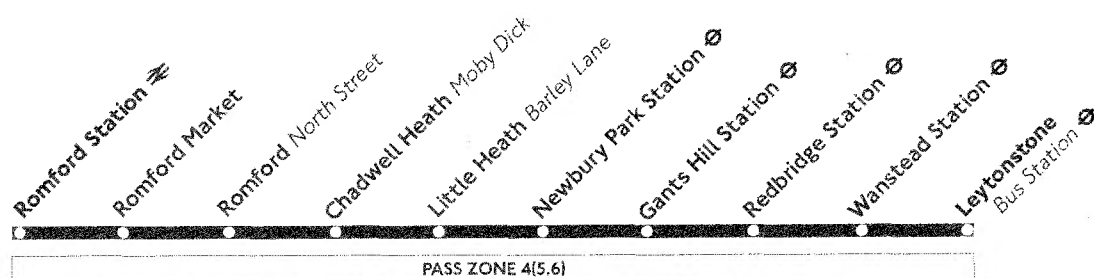 Romford Station
Romford Market
Romford North Street
Chadwell Heath Moby Dick
Little Heath Barley Lane
Newbury Park Station
Gants Hill Station
Redbridge Station
Wanstead Station
Leytonstone
Bus Station
PASS ZONE 4(5.6)